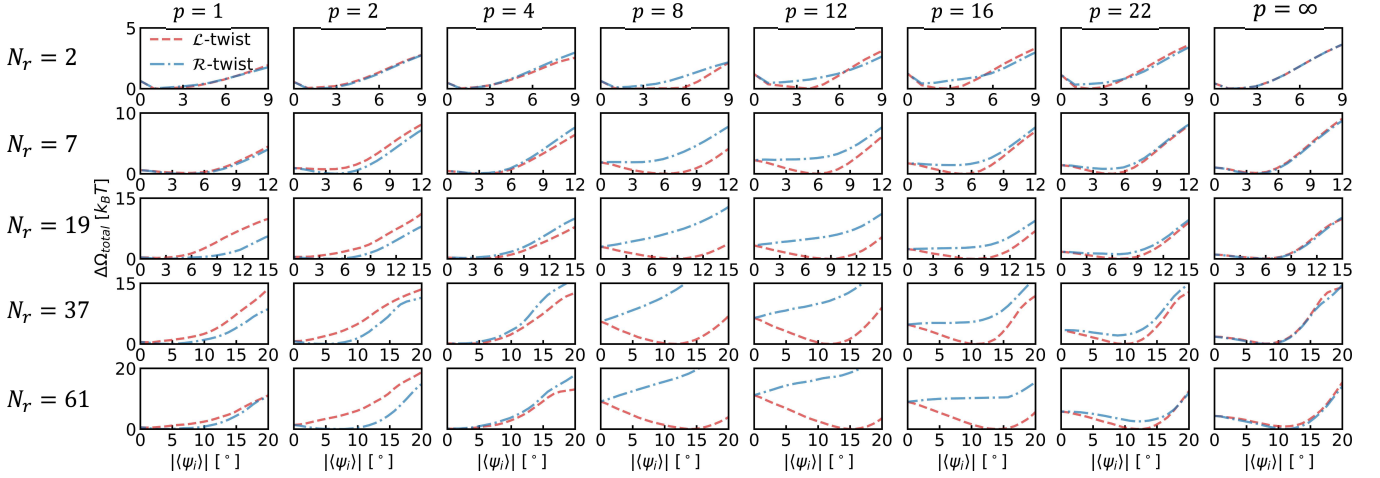 p = 1 p = 2 p = 4 p = 8 p = 12 p = 16 p = 22 p = ∞
N_r = 2
5
0
ℒ-twist
ℛ-twist
0 3 6 9 0 3 6 9 0 3 6 9 0 3 6 9 0 3 6 9 0 3 6 9 0 3 6 9 0 3 6 9
N_r = 7
10
0
0 3 6 9 12 0 3 6 9 12 0 3 6 9 12 0 3 6 9 12 0 3 6 9 12 0 3 6 9 12 0 3 6 9 12 0 3 6 9 12
ΔΩ_total [k_BT]
N_r = 19
15
0
0 3 6 9 12 15 0 3 6 9 12 15 0 3 6 9 12 15 0 3 6 9 12 15 0 3 6 9 12 15 0 3 6 9 12 15 0 3 6 9 12 15 0 3 6 9 12 15
N_r = 37
15
0
0 5 10 15 20 0 5 10 15 20 0 5 10 15 20 0 5 10 15 20 0 5 10 15 20 0 5 10 15 20 0 5 10 15 20 0 5 10 15 20
N_r = 61
20
0
0 5 10 15 20 0 5 10 15 20 0 5 10 15 20 0 5 10 15 20 0 5 10 15 20 0 5 10 15 20 0 5 10 15 20 0 5 10 15 20
|⟨ψ_i⟩| [°] |⟨ψ_i⟩| [°] |⟨ψ_i⟩| [°] |⟨ψ_i⟩| [°] |⟨ψ_i⟩| [°] |⟨ψ_i⟩| [°] |⟨ψ_i⟩| [°] |⟨ψ_i⟩| [°]